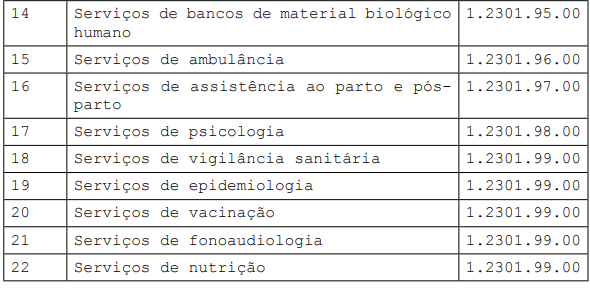 14 Serviços de bancos de material biológico 1.2301.95.00
humano
15 Serviços de ambulância 1.2301.96.00
16 Serviços de assistência ao parto e pós- 1.2301.97.00
parto
17 Serviços de psicologia 1.2301.98.00
18 Serviços de vigilância sanitária 1.2301.99.00
19 Serviços de epidemiologia 1.2301.99.00
20 Serviços de vacinação 1.2301.99.00
21 Serviços de fonoaudiologia 1.2301.99.00
22 Serviços de nutrição 1.2301.99.00